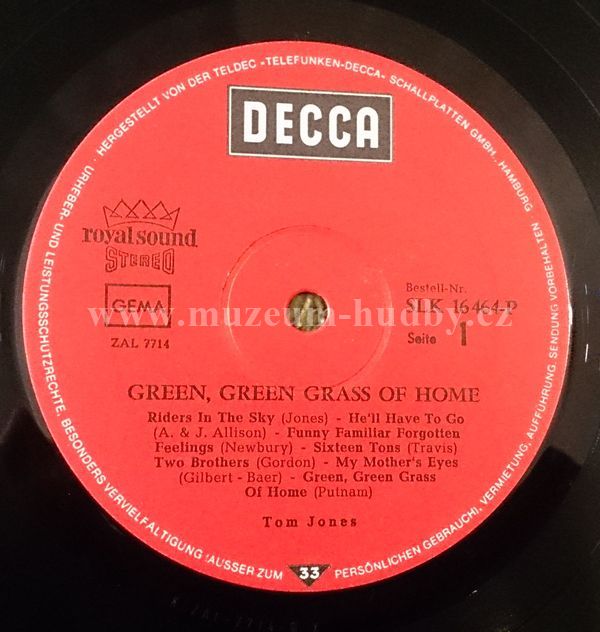 URHEBER- UND LEISTUNGSSCHUTZRECHTE, BESONDERS VERVIELFÄLTIGUNG (AUSSER ZUM PERSÖNLICHEN GEBRAUCH), VERMIETUNG, AUFFÜHRUNG, SENDUNG VORBEHALTEN · HERGESTELLT VON DER TELDEC »TELEFUNKEN-DECCA« SCHALLPLATTEN GMBH., HAMBURG
DECCA
royal sound
STEREO
GEMA
ZAL 7714
Bestell-Nr.
SLK 16464-P
Seite 1
www.muzeum-hudby.cz
GREEN, GREEN GRASS OF HOME
Riders In The Sky (Jones) - He'll Have To Go
(A. & J. Allison) - Funny Familiar Forgotten
Feelings (Newbury) - Sixteen Tons (Travis)
Two Brothers (Gordon) - My Mother's Eyes
(Gilbert - Baer) - Green, Green Grass
Of Home (Putnam)
Tom Jones
33